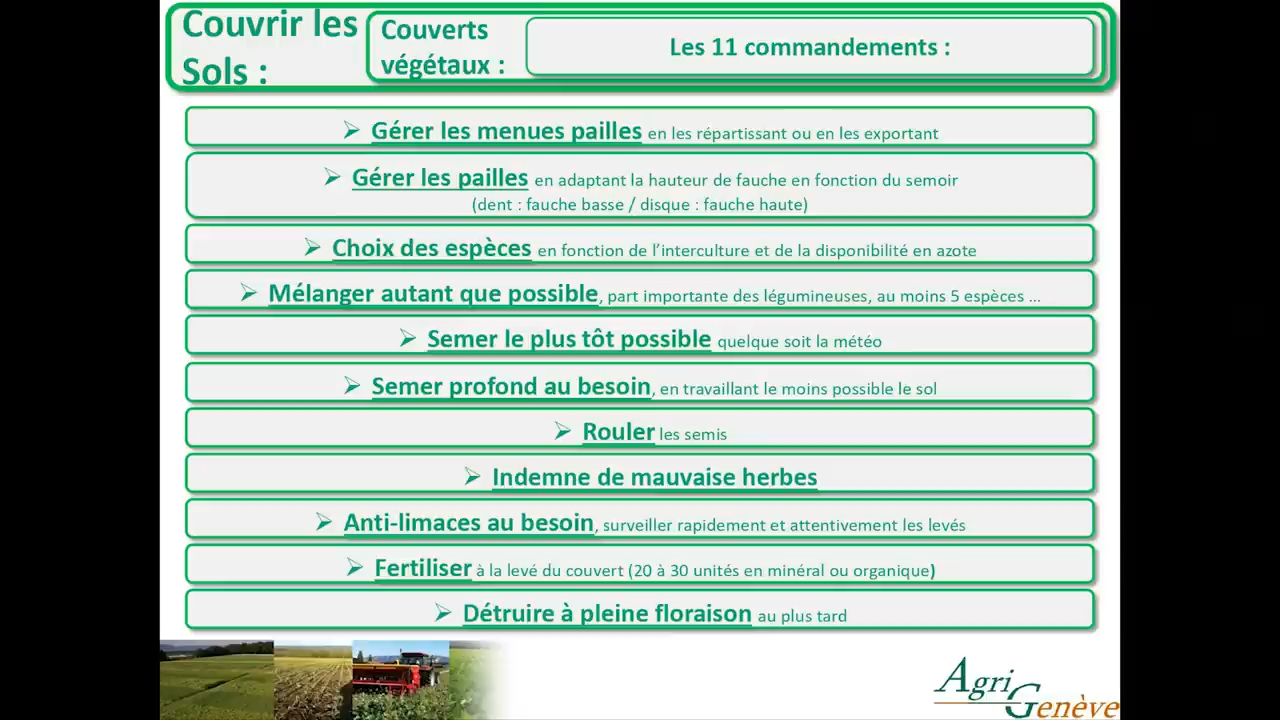 Couvrir les
Sols :
Couverts
végétaux :
Les 11 commandements :
➢ Gérer les menues pailles en les répartissant ou en les exportant
➢ Gérer les pailles en adaptant la hauteur de fauche en fonction du semoir
(dent : fauche basse / disque : fauche haute)
➢ Choix des espèces en fonction de l’interculture et de la disponibilité en azote
➢ Mélanger autant que possible, part importante des légumineuses, au moins 5 espèces ...
➢ Semer le plus tôt possible quelque soit la météo
➢ Semer profond au besoin, en travaillant le moins possible le sol
➢ Rouler les semis
➢ Indemne de mauvaise herbes
➢ Anti-limaces au besoin, surveiller rapidement et attentivement les levés
➢ Fertiliser à la levé du couvert (20 à 30 unités en minéral ou organique)
➢ Détruire à pleine floraison au plus tard
Agri
Genève